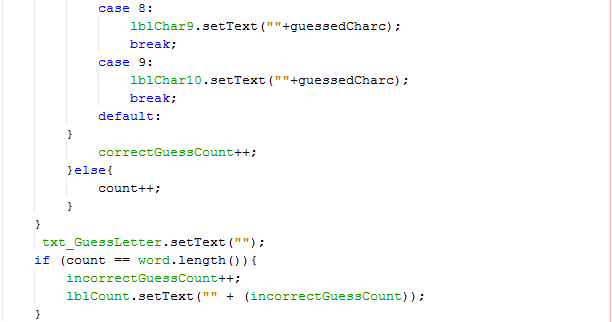 case 8:
lblChar9.setText(""+guessedCharc);
break;
case 9:
lblChar10.setText(""+guessedCharc);
break;
default:
}
correctGuessCount++;
}else{
count++;
}
}
txt_GuessLetter.setText("");
if (count == word.length()){
incorrectGuessCount++;
lblCount.setText("" + (incorrectGuessCount));
}